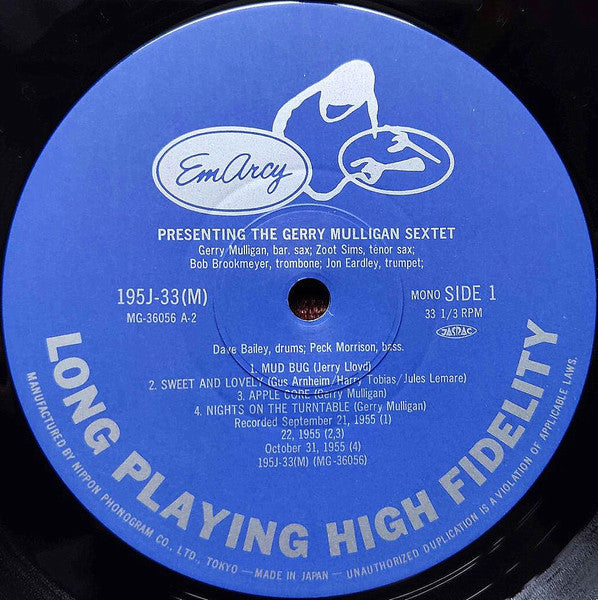 EmArcy
PRESENTING THE GERRY MULLIGAN SEXTET
Gerry Mulligan, bar. sax; Zoot Sims, tenor sax;
Bob Brookmeyer, trombone; Jon Eardley, trumpet;
195J-33(M)
MG-36056 A-2
MONO SIDE 1
33 1/3 RPM
JASRAC
Dave Bailey, drums; Peck Morrison, bass.
1. MUD BUG (Jerry Lloyd)
2. SWEET AND LOVELY (Gus Arnheim/Harry Tobias/Jules Lemare)
3. APPLE CORE (Gerry Mulligan)
4. NIGHTS ON THE TURNTABLE (Gerry Mulligan)
Recorded September 21, 1955 (1)
22, 1955 (2,3)
October 31, 1955 (4)
195J-33(M) (MG-36056)
LONG PLAYING HIGH FIDELITY
MANUFACTURED BY NIPPON PHONOGRAM CO., LTD., TOKYO —MADE IN JAPAN— UNAUTHORIZED DUPLICATION IS A VIOLATION OF APPLICABLE LAWS.